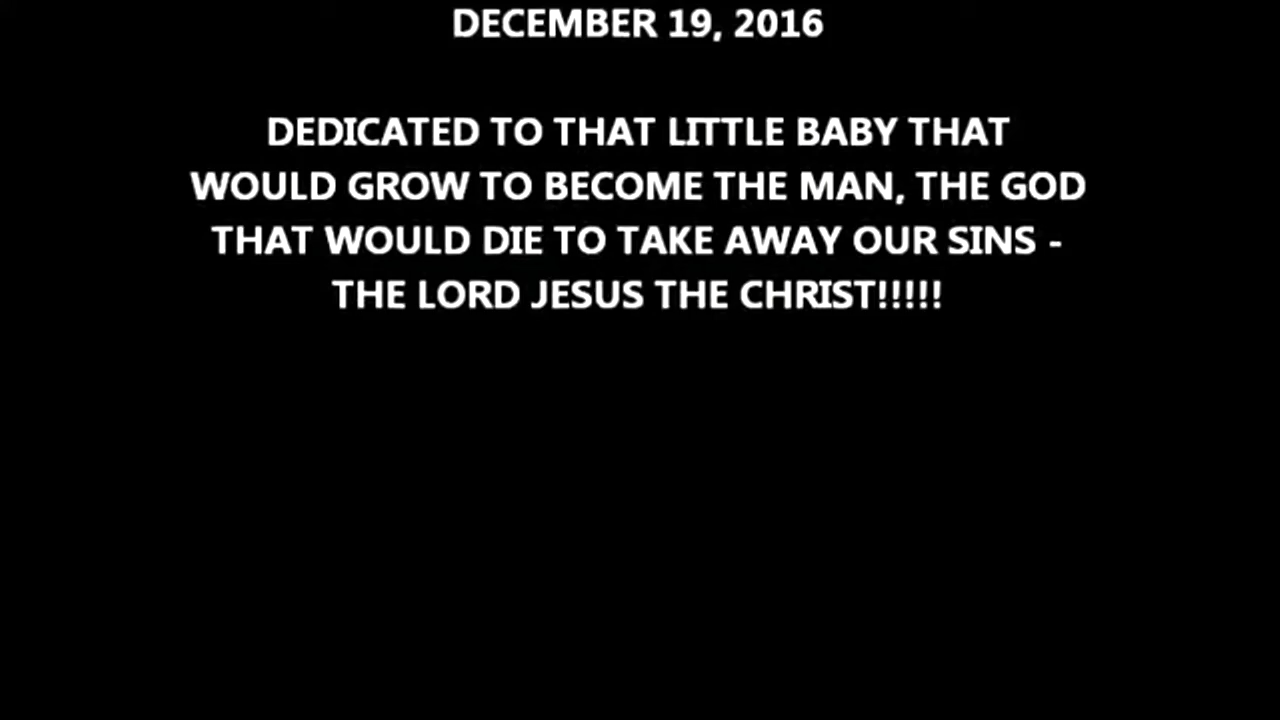 DECEMBER 19, 2016
DEDICATED TO THAT LITTLE BABY THAT
WOULD GROW TO BECOME THE MAN, THE GOD
THAT WOULD DIE TO TAKE AWAY OUR SINS -
THE LORD JESUS THE CHRIST!!!!!